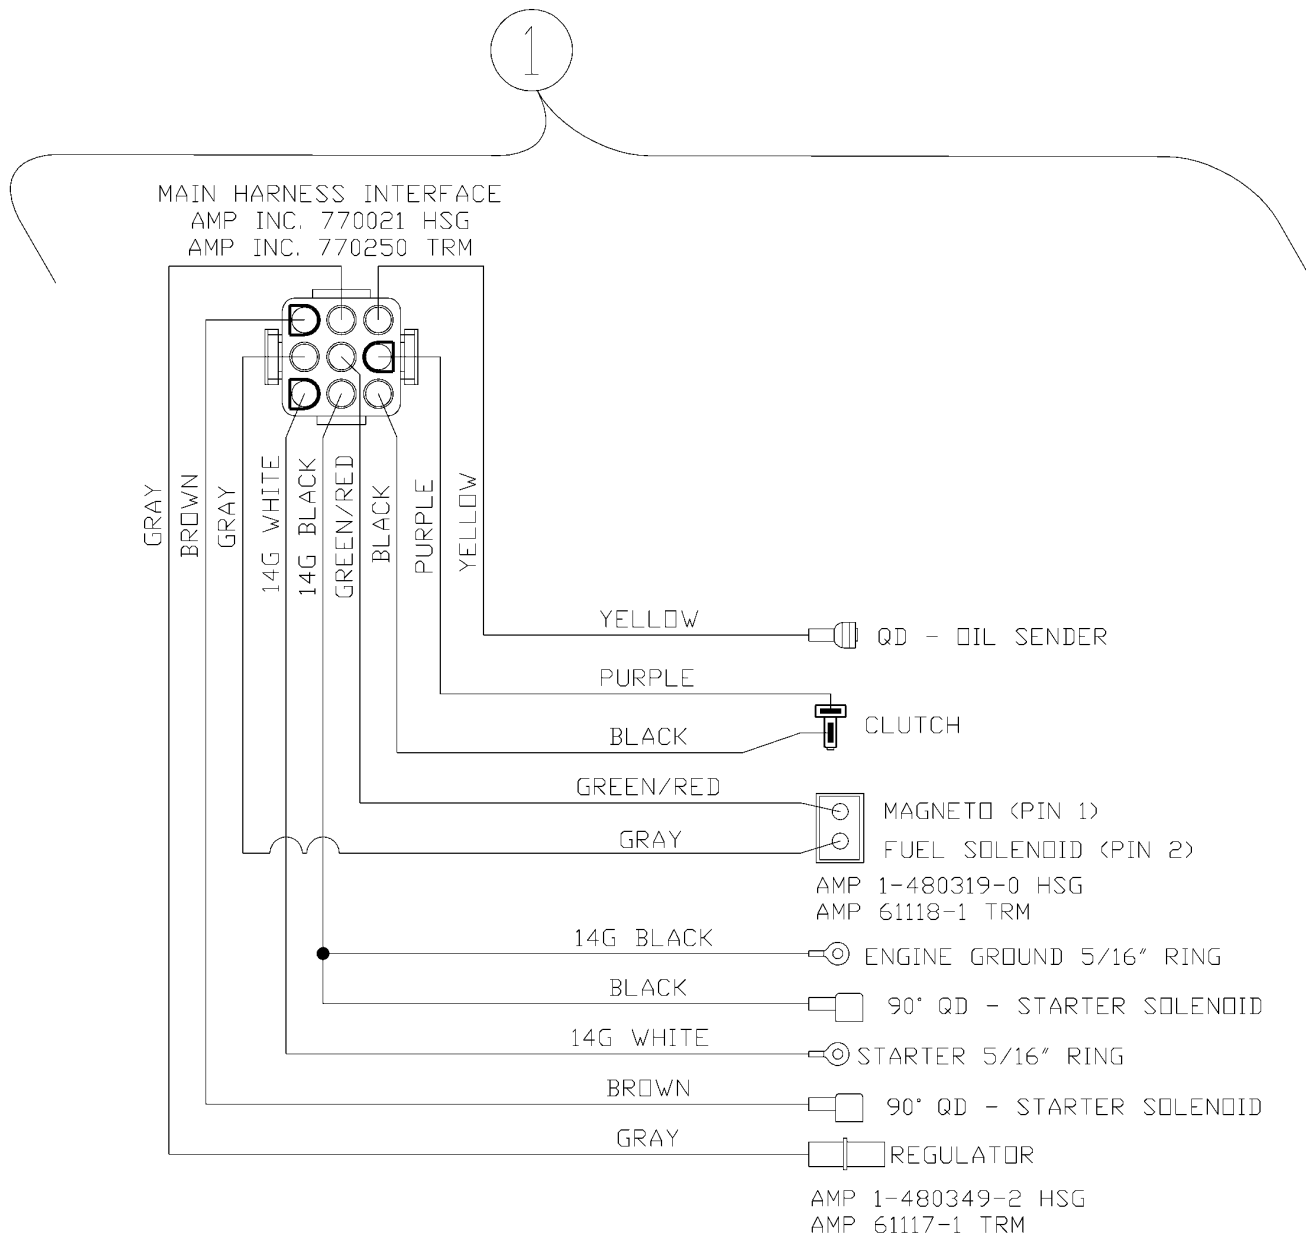 1
MAIN HARNESS INTERFACE
AMP INC. 770021 HSG
AMP INC. 770250 TRM
GRAY
BROWN
GRAY
14G WHITE
14G BLACK
GREEN/RED
BLACK
PURPLE
YELLOW
YELLOW
QD - OIL SENDER
PURPLE
CLUTCH
BLACK
GREEN/RED
MAGNETO (PIN 1)
GRAY
FUEL SOLENOID (PIN 2)
AMP 1-480319-0 HSG
AMP 61118-1 TRM
14G BLACK
ENGINE GROUND 5/16" RING
BLACK
90° QD - STARTER SOLENOID
14G WHITE
STARTER 5/16" RING
BROWN
90° QD - STARTER SOLENOID
GRAY
REGULATOR
AMP 1-480349-2 HSG
AMP 61117-1 TRM